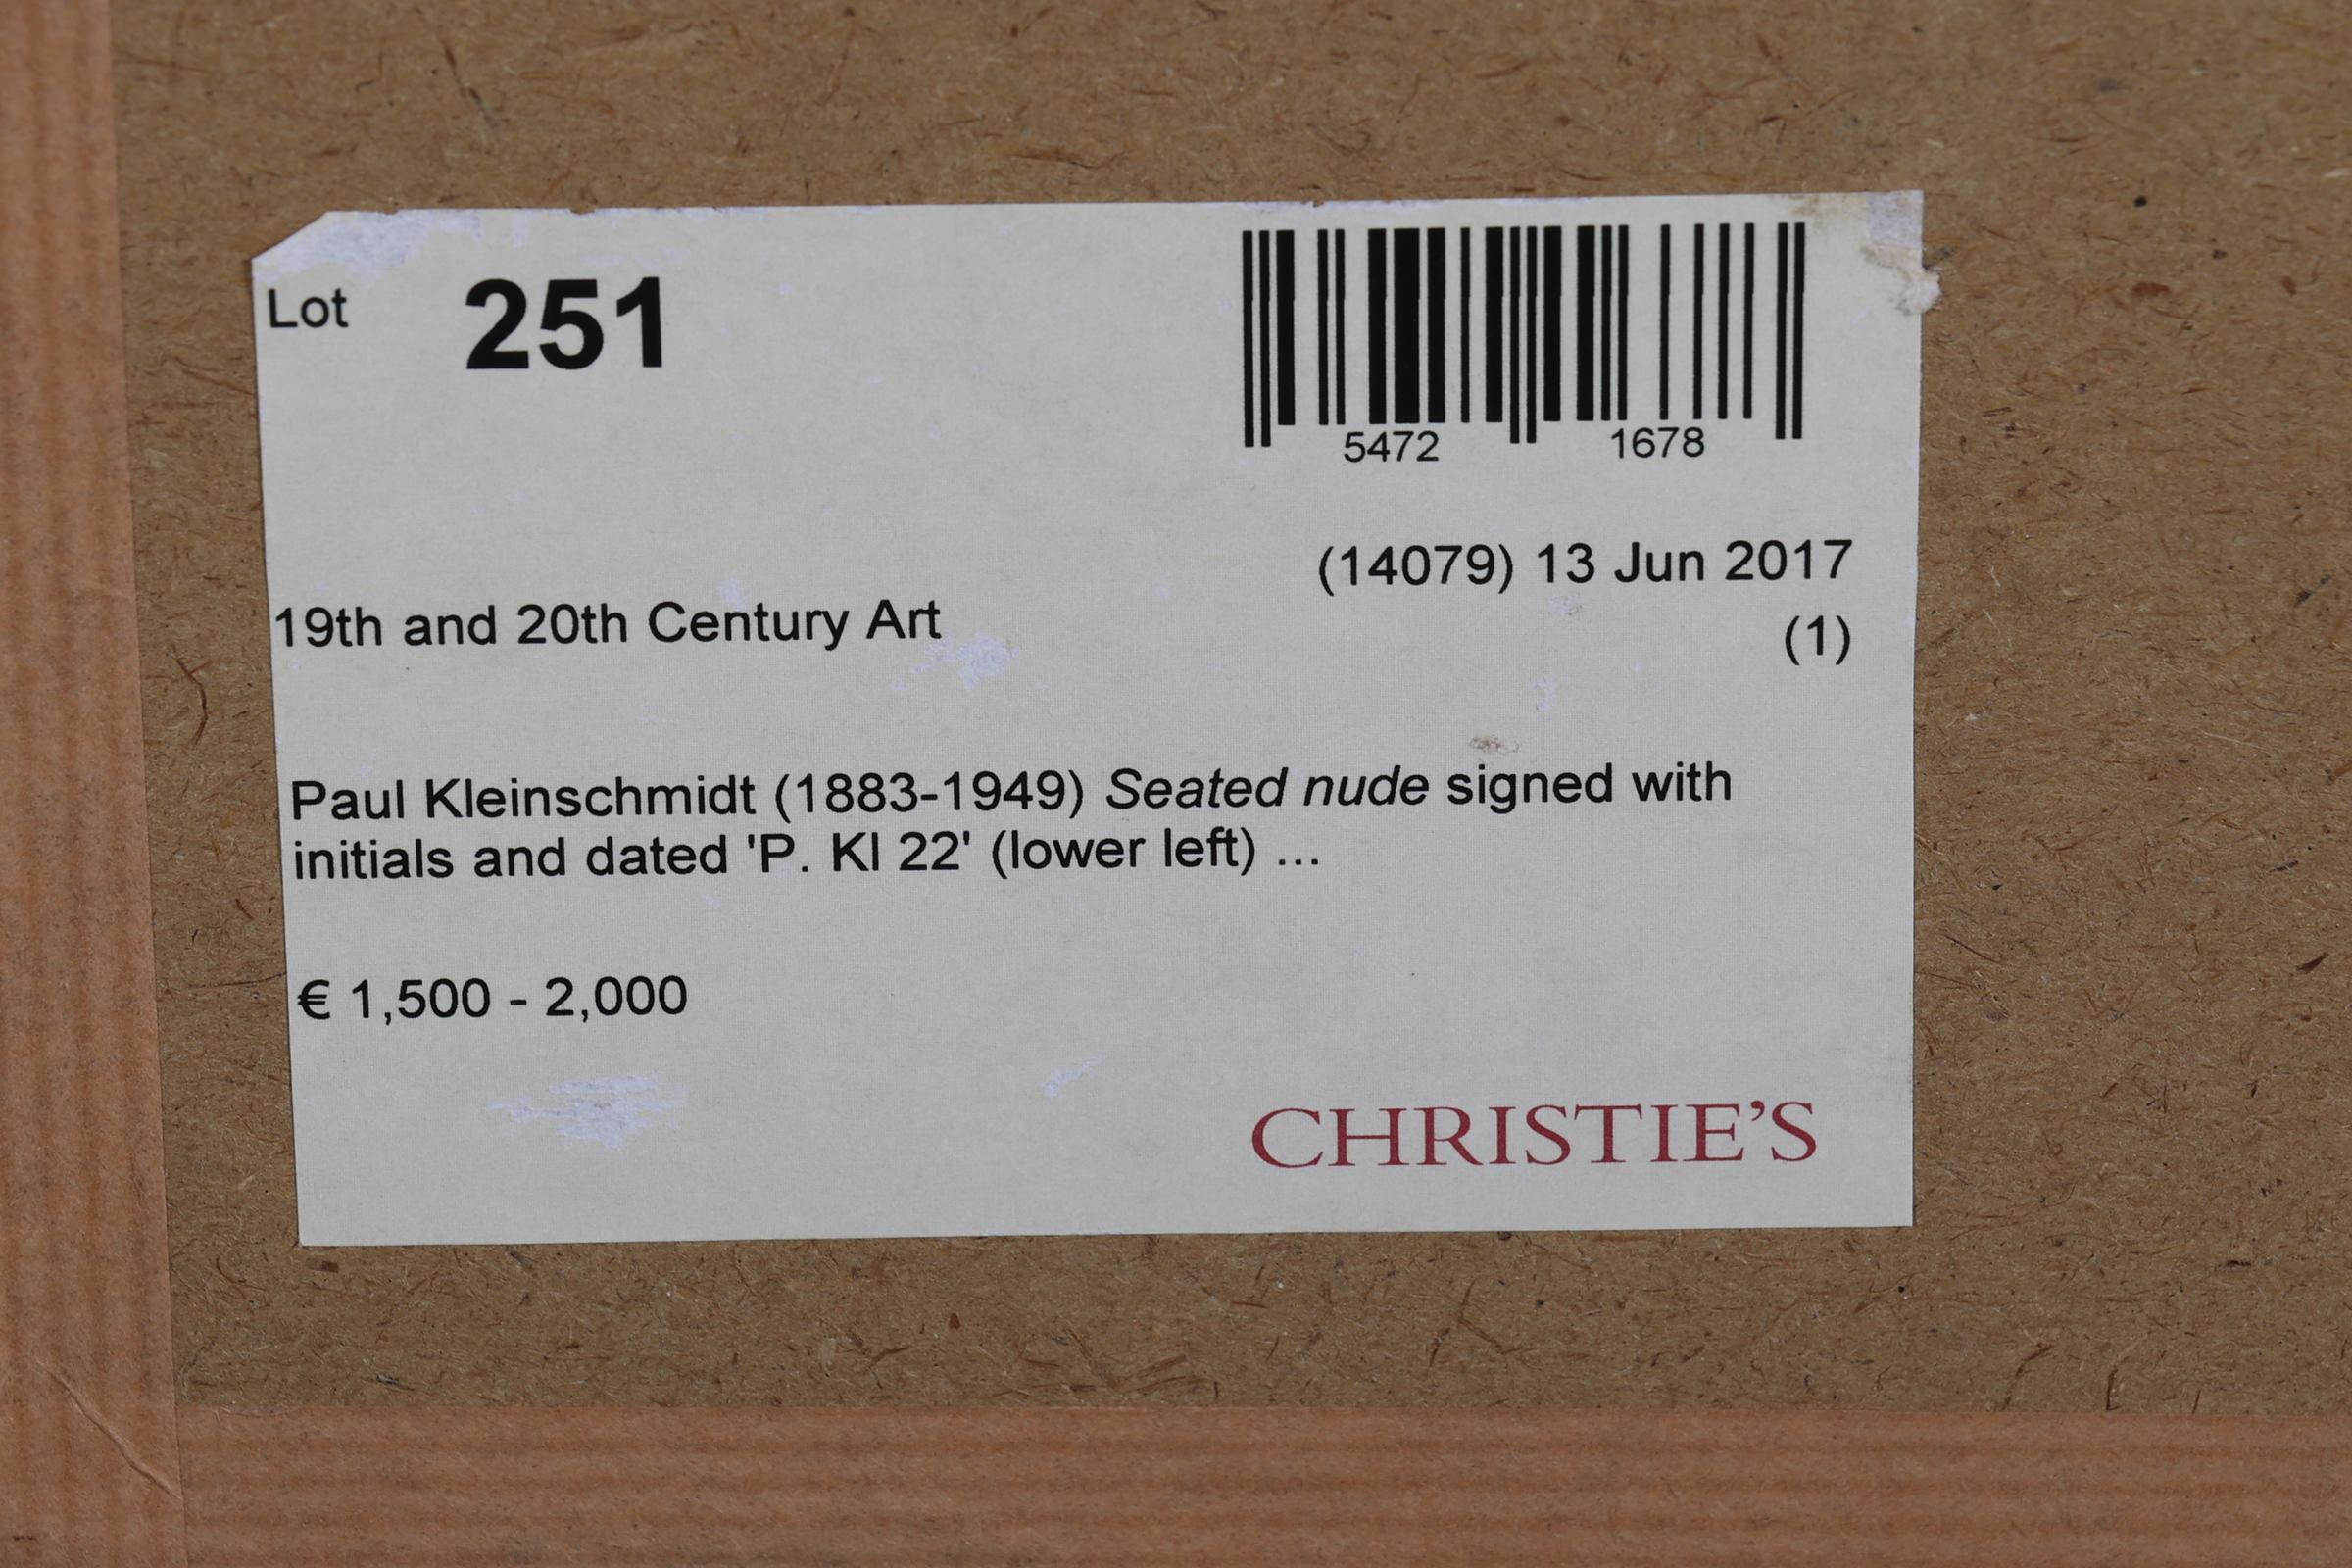 Lot 251
5472 1678
(14079) 13 Jun 2017
19th and 20th Century Art
(1)
Paul Kleinschmidt (1883-1949) Seated nude signed with
initials and dated 'P. Kl 22' (lower left) ...
€ 1,500 - 2,000
CHRISTIE'S